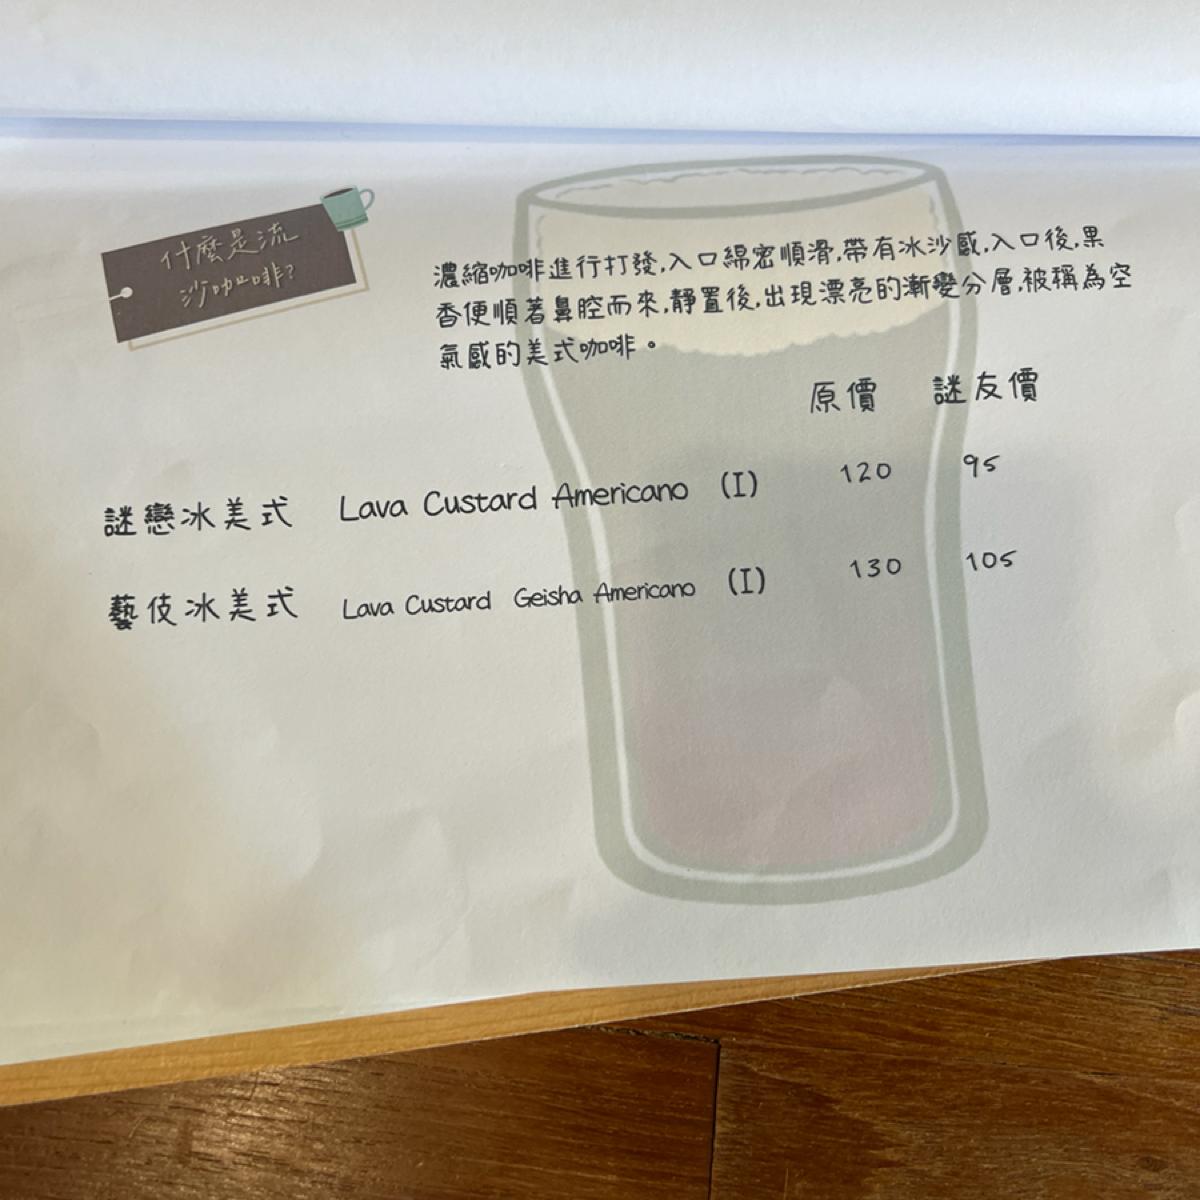 什麼是流
沙咖啡?
濃縮咖啡進行打發,入口綿密順滑,帶有冰沙感,入口後,果
香便順著鼻腔而來,靜置後,出現漂亮的漸變分層,被稱為空
氣感的美式咖啡。
原價 謎友價
謎戀冰美式 Lava Custard Americano (I) 120 95
藝伎冰美式 Lava Custard Geisha Americano (I) 130 105